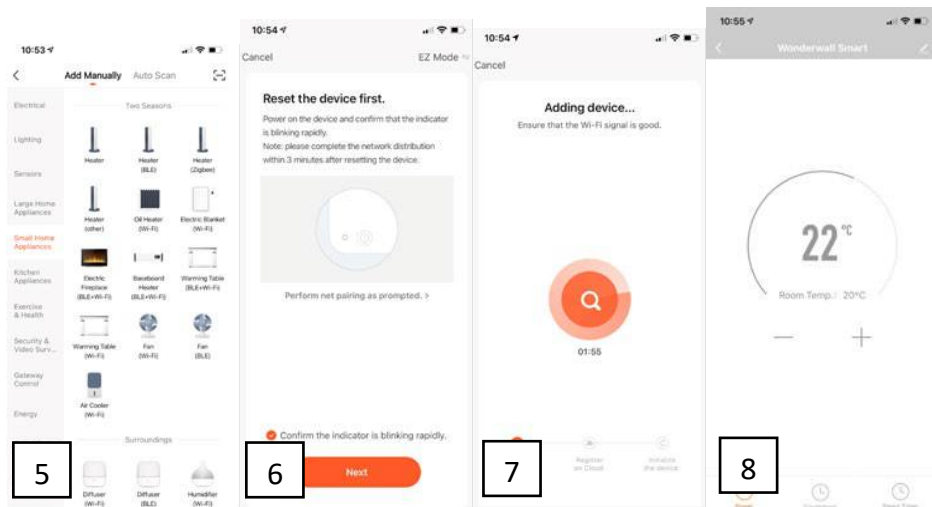 10:53
Add Manually Auto Scan
Electrical
Lighting
Sensors
Large Home
Appliances
Small Home
Appliances
Kitchen
Appliances
Exercise
& Health
Security &
Video Surv...
Gateway
Control
Energy
Two Seasons
Heater
Heater
(BLE)
Heater
(Zigbee)
Heater
(other)
Oil Heater
(Wi-Fi)
Electric Blanket
(Wi-Fi)
Electric
Fireplace
(BLE+Wi-Fi)
Baseboard
Heater
(BLE+Wi-Fi)
Warming Table
(BLE+Wi-Fi)
Warming Table
(Wi-Fi)
Fan
(Wi-Fi)
Fan
(BLE)
Air Cooler
(Wi-Fi)
Surroundings
Diffuser
(Wi-Fi)
Diffuser
(BLE)
Humidifier
(Wi-Fi)
5
10:54
Cancel EZ Mode
Reset the device first.
Power on the device and confirm that the indicator
is blinking rapidly.
Note: please complete the network distribution
within 3 minutes after resetting the device.
Perform net pairing as prompted. >
Confirm the indicator is blinking rapidly.
Next
6
10:54
Cancel
Adding device...
Ensure that the Wi-Fi signal is good.
01:55
Register
on Cloud
Initialize
the device
7
10:55
Wonderwall Smart
22°C
Room Temp.: 20°C
8